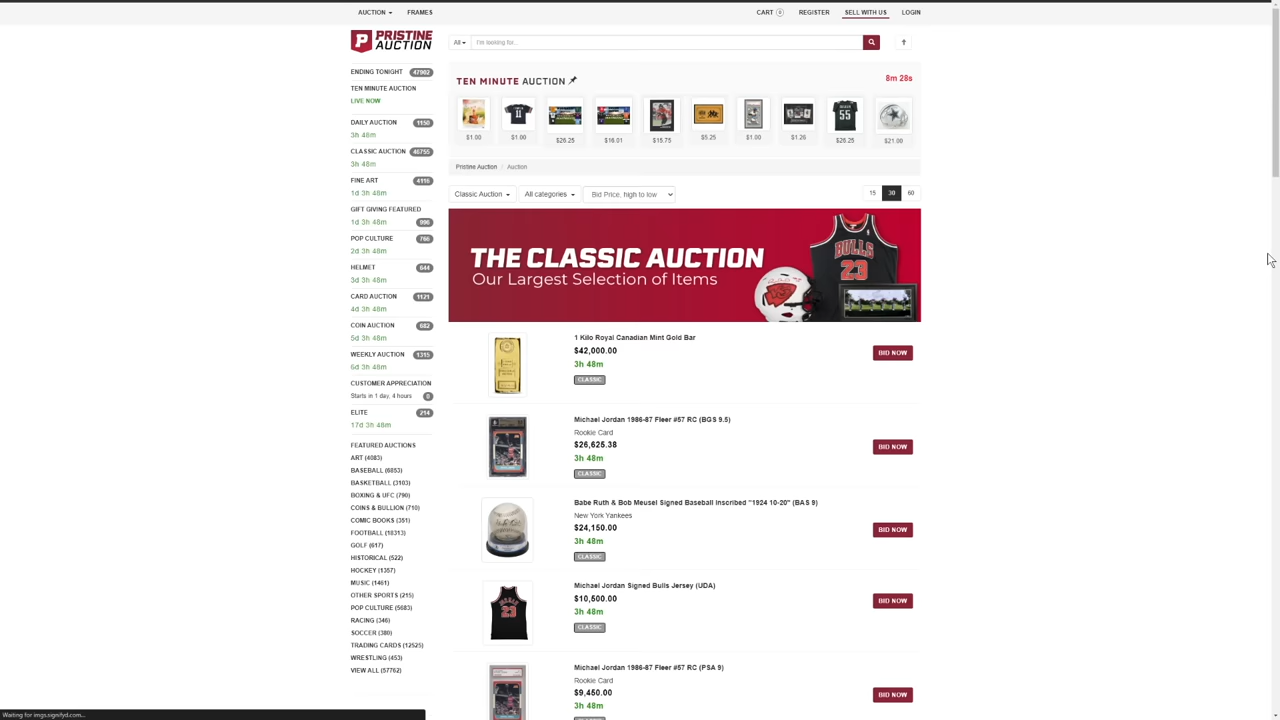 AUCTION
FRAMES
CART 0
REGISTER
SELL WITH US
LOGIN
PRISTINE
AUCTION
All
I'm looking for...
ENDING TONIGHT 47902
TEN MINUTE AUCTION
LIVE NOW
DAILY AUCTION 1150
3h 48m
CLASSIC AUCTION 46755
3h 48m
FINE ART 4116
1d 3h 48m
GIFT GIVING FEATURED
1d 3h 48m 996
POP CULTURE 766
2d 3h 48m
HELMET 644
3d 3h 48m
CARD AUCTION 1121
4d 3h 48m
COIN AUCTION 682
5d 3h 48m
WEEKLY AUCTION 1315
6d 3h 48m
CUSTOMER APPRECIATION
Starts in 1 day, 4 hours 0
ELITE 214
17d 3h 48m
FEATURED AUCTIONS
ART (4083)
BASEBALL (6853)
BASKETBALL (3103)
BOXING & UFC (790)
COINS & BULLION (710)
COMIC BOOKS (351)
FOOTBALL (18313)
GOLF (617)
HISTORICAL (522)
HOCKEY (1357)
MUSIC (1461)
OTHER SPORTS (215)
POP CULTURE (5683)
RACING (346)
SOCCER (380)
TRADING CARDS (12525)
WRESTLING (453)
VIEW ALL (57762)
TEN MINUTE AUCTION
8m 28s
$1.00
$1.00
$26.25
$16.01
$15.75
$5.25
$1.00
$1.26
$26.25
$21.00
Pristine Auction / Auction
Classic Auction
All categories
Bid Price, high to low
15 30 60
THE CLASSIC AUCTION
Our Largest Selection of Items
BULLS
23
1 Kilo Royal Canadian Mint Gold Bar
$42,000.00
3h 48m
CLASSIC
BID NOW
Michael Jordan 1986-87 Fleer #57 RC (BGS 9.5)
Rookie Card
$26,625.38
3h 48m
CLASSIC
BID NOW
Babe Ruth & Bob Meusel Signed Baseball Inscribed "1924 10-20" (BAS 9)
New York Yankees
$24,150.00
3h 48m
CLASSIC
BID NOW
Michael Jordan Signed Bulls Jersey (UDA)
$10,500.00
3h 48m
CLASSIC
BID NOW
Michael Jordan 1986-87 Fleer #57 RC (PSA 9)
Rookie Card
$9,450.00
3h 48m
BID NOW
Waiting for imgs.signifyd.com...